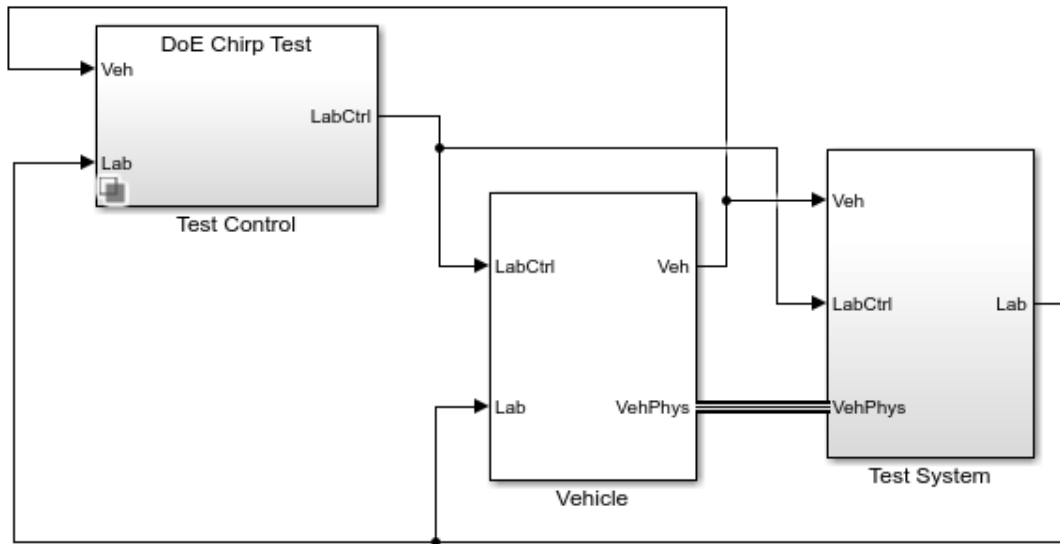 DoE Chirp Test
Veh
LabCtrl
Lab
Test Control
Veh
LabCtrl
Veh
LabCtrl
Lab
Lab
VehPhys
VehPhys
Test System
Vehicle